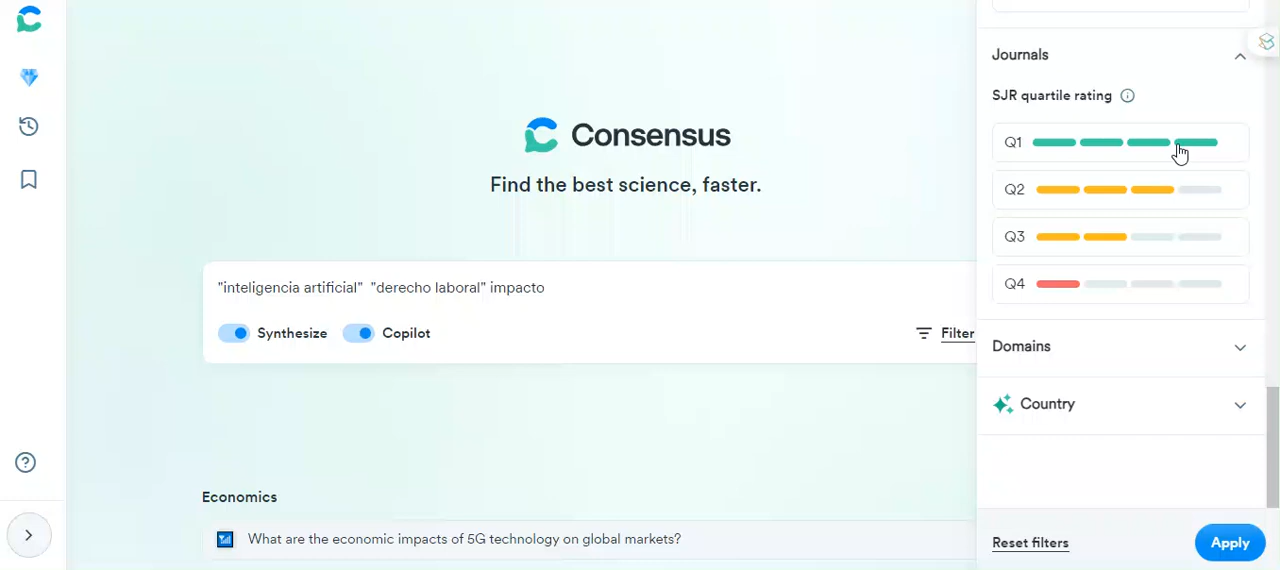 Consensus
Find the best science, faster.
"inteligencia artificial"  "derecho laboral" impacto
Synthesize
Copilot
Filter
Economics
What are the economic impacts of 5G technology on global markets?
Journals
SJR quartile rating
Q1
Q2
Q3
Q4
Domains
Country
Reset filters
Apply